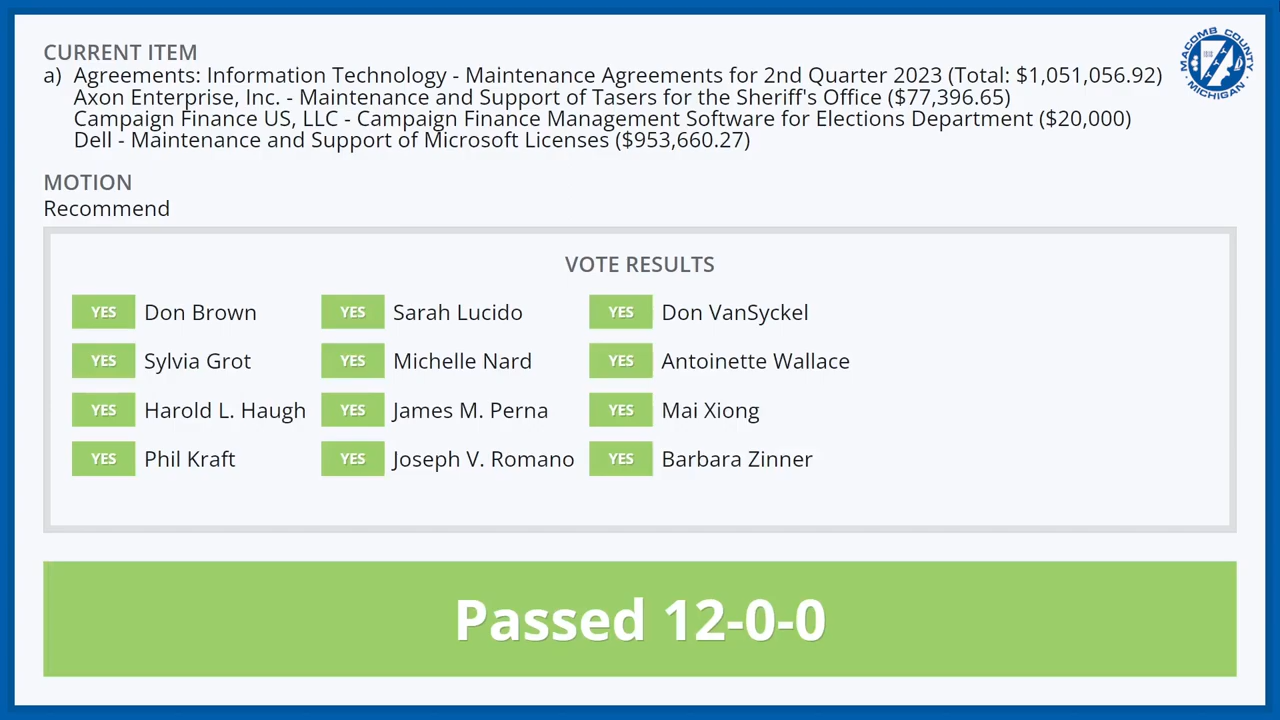 CURRENT ITEM
a) Agreements: Information Technology - Maintenance Agreements for 2nd Quarter 2023 (Total: $1,051,056.92)
Axon Enterprise, Inc. - Maintenance and Support of Tasers for the Sheriff's Office ($77,396.65)
Campaign Finance US, LLC - Campaign Finance Management Software for Elections Department ($20,000)
Dell - Maintenance and Support of Microsoft Licenses ($953,660.27)
MACOMB COUNTY
MICHIGAN
MOTION
Recommend
VOTE RESULTS
YES Don Brown YES Sarah Lucido YES Don VanSyckel
YES Sylvia Grot YES Michelle Nard YES Antoinette Wallace
YES Harold L. Haugh YES James M. Perna YES Mai Xiong
YES Phil Kraft YES Joseph V. Romano YES Barbara Zinner
Passed 12-0-0